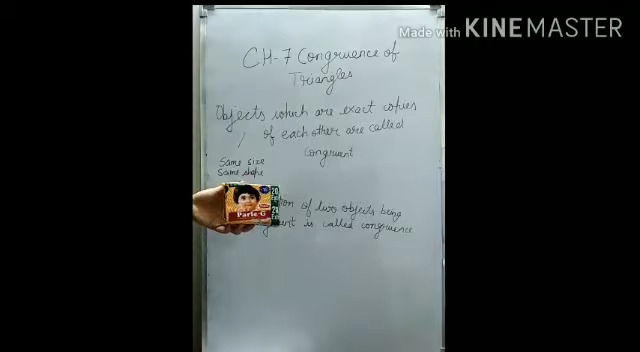 Made with KINEMASTER
CH-7 Congruence of
Triangles
Objects which are exact copies
of each other are called
congruent
Same size
Same shape
of two objects being
is called congruence
Parle-G
20